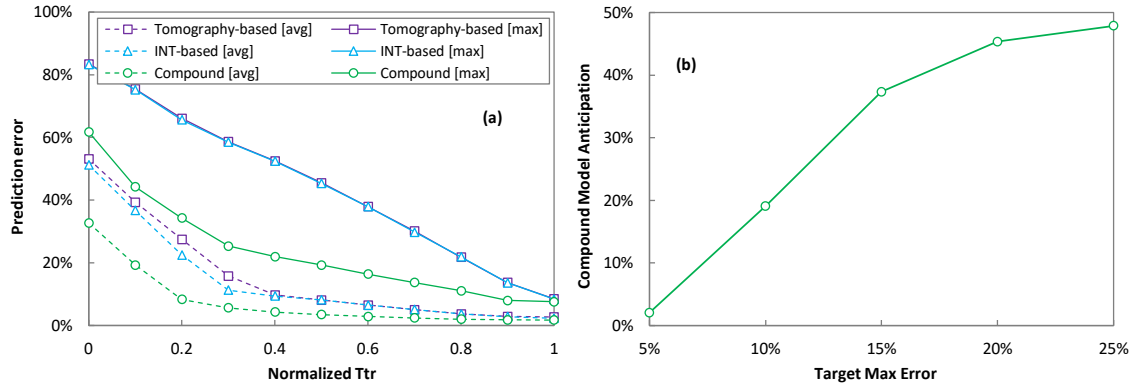 100%
80%
60%
40%
20%
0%
Prediction error
Tomography-based [avg]
Tomography-based [max]
INT-based [avg]
INT-based [max]
Compound [avg]
Compound [max]
(a)
0
0.2
0.4
0.6
0.8
1
Normalized Ttr
50%
40%
30%
20%
10%
0%
Compound Model Anticipation
(b)
5%
10%
15%
20%
25%
Target Max Error